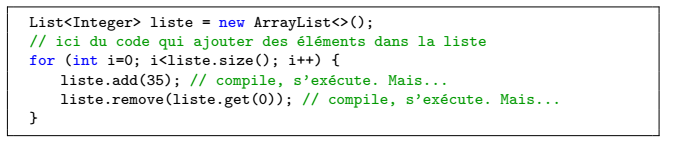 List<Integer> liste = new ArrayList<>();
// ici du code qui ajouter des éléments dans la liste
for (int i=0; i<liste.size(); i++) {
    liste.add(35); // compile, s'exécute. Mais...
    liste.remove(liste.get(0)); // compile, s'exécute. Mais...
}